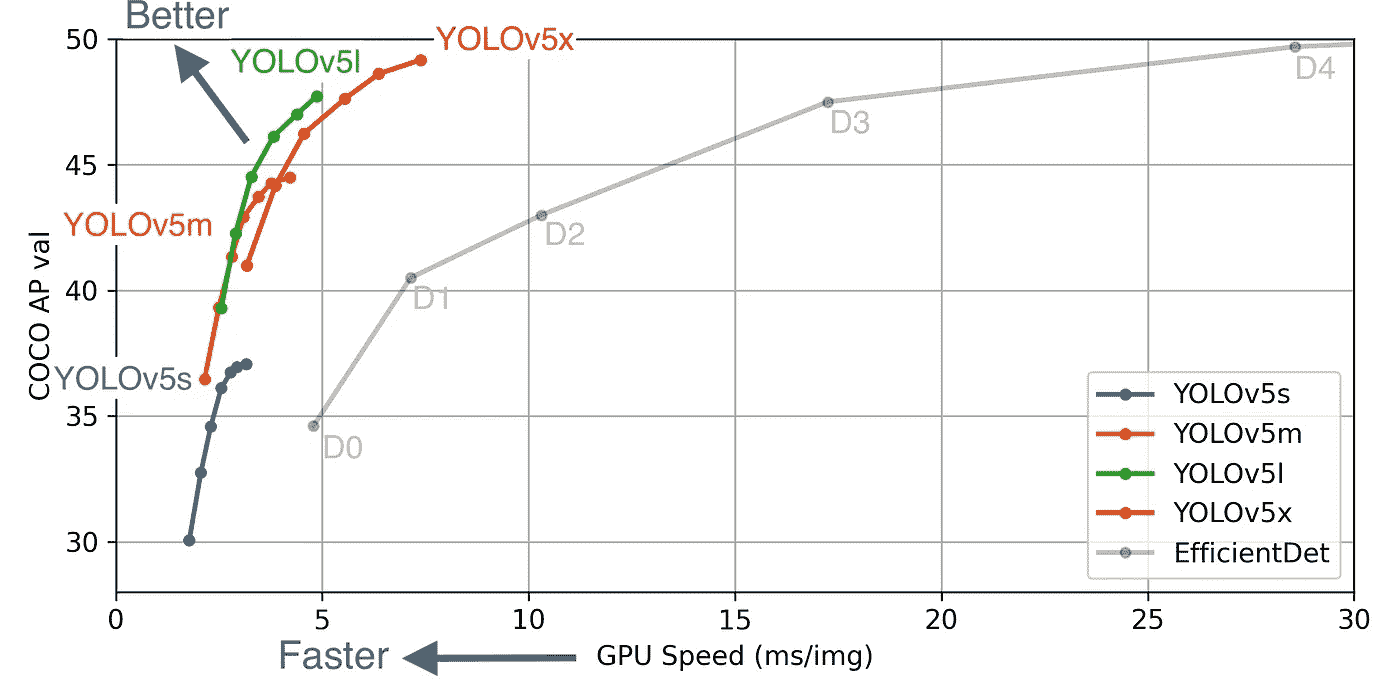 Better
50
YOLOv5x
YOLOv5l
D4
D3
45
YOLOv5m
D2
COCO AP val
40
D1
YOLOv5s
35
D0
30
YOLOv5s
YOLOv5m
YOLOv5l
YOLOv5x
EfficientDet
0 5 10 15 20 25 30
Faster
GPU Speed (ms/img)